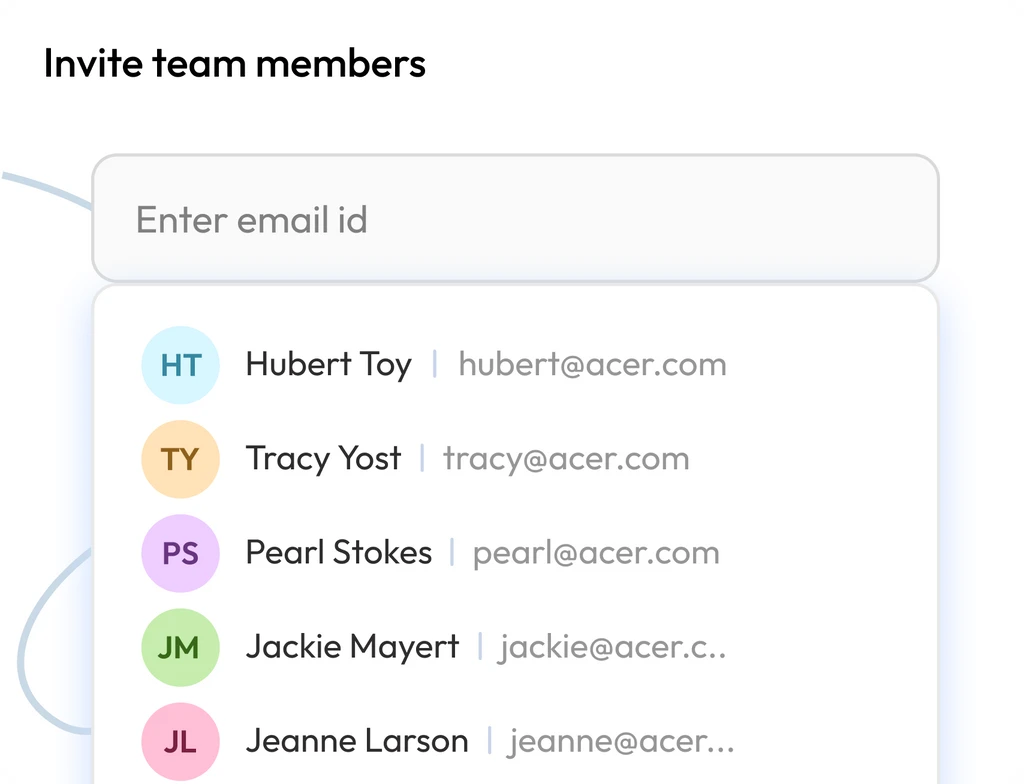 Invite team members
Enter email id
HT Hubert Toy | hubert@acer.com
TY Tracy Yost | tracy@acer.com
PS Pearl Stokes | pearl@acer.com
JM Jackie Mayert | jackie@acer.c..
JL Jeanne Larson | jeanne@acer...